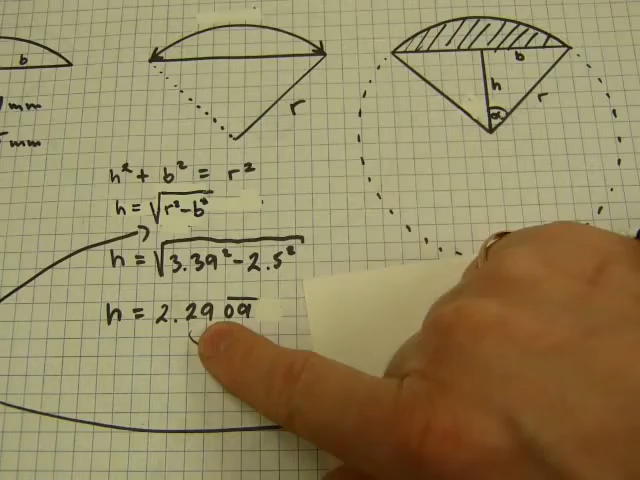 b
mm
mm
r
b
h
α
r
h² + b² = r²
h = √r²-b²
h = √3.39² - 2.5²
h = 2.2909